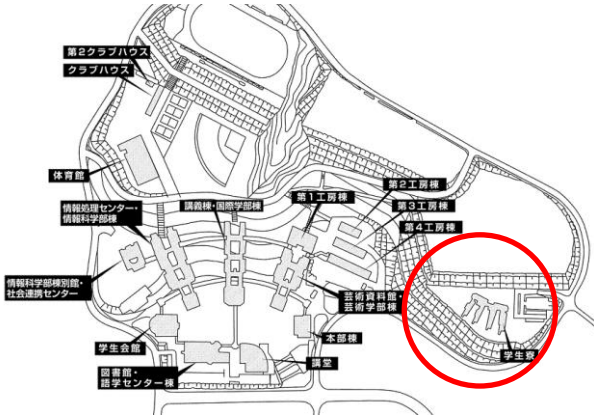 第2クラブハウス
クラブハウス
体育館
情報処理センター・
情報科学部棟
講義棟・国際学部棟
第1工房棟
第2工房棟
第3工房棟
第4工房棟
情報科学部棟別館・
社会連携センター
芸術資料館・
芸術学部棟
学生会館
本部棟
学生寮
図書館・
語学センター棟
講堂